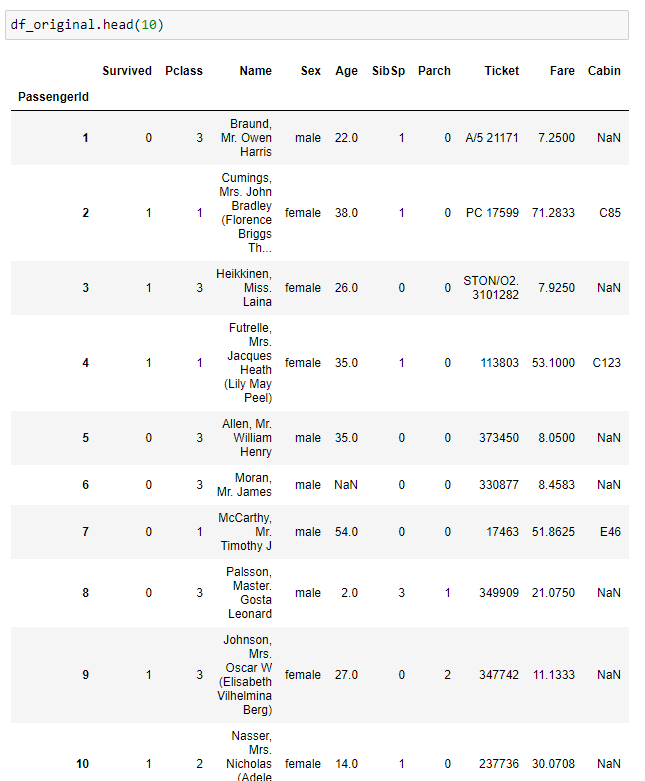 df_original.head(10)
Survived Pclass Name Sex Age SibSp Parch Ticket Fare Cabin
PassengerId
1 0 3 Braund, Mr. Owen Harris male 22.0 1 0 A/5 21171 7.2500 NaN
2 1 1 Cumings, Mrs. John Bradley (Florence Briggs Th... female 38.0 1 0 PC 17599 71.2833 C85
3 1 3 Heikkinen, Miss. Laina female 26.0 0 0 STON/O2. 3101282 7.9250 NaN
4 1 1 Futrelle, Mrs. Jacques Heath (Lily May Peel) female 35.0 1 0 113803 53.1000 C123
5 0 3 Allen, Mr. William Henry male 35.0 0 0 373450 8.0500 NaN
6 0 3 Moran, Mr. James male NaN 0 0 330877 8.4583 NaN
7 0 1 McCarthy, Mr. Timothy J male 54.0 0 0 17463 51.8625 E46
8 0 3 Palsson, Master. Gosta Leonard male 2.0 3 1 349909 21.0750 NaN
9 1 3 Johnson, Mrs. Oscar W (Elisabeth Vilhelmina Berg) female 27.0 0 2 347742 11.1333 NaN
10 1 2 Nasser, Mrs. Nicholas (Adele female 14.0 1 0 237736 30.0708 NaN